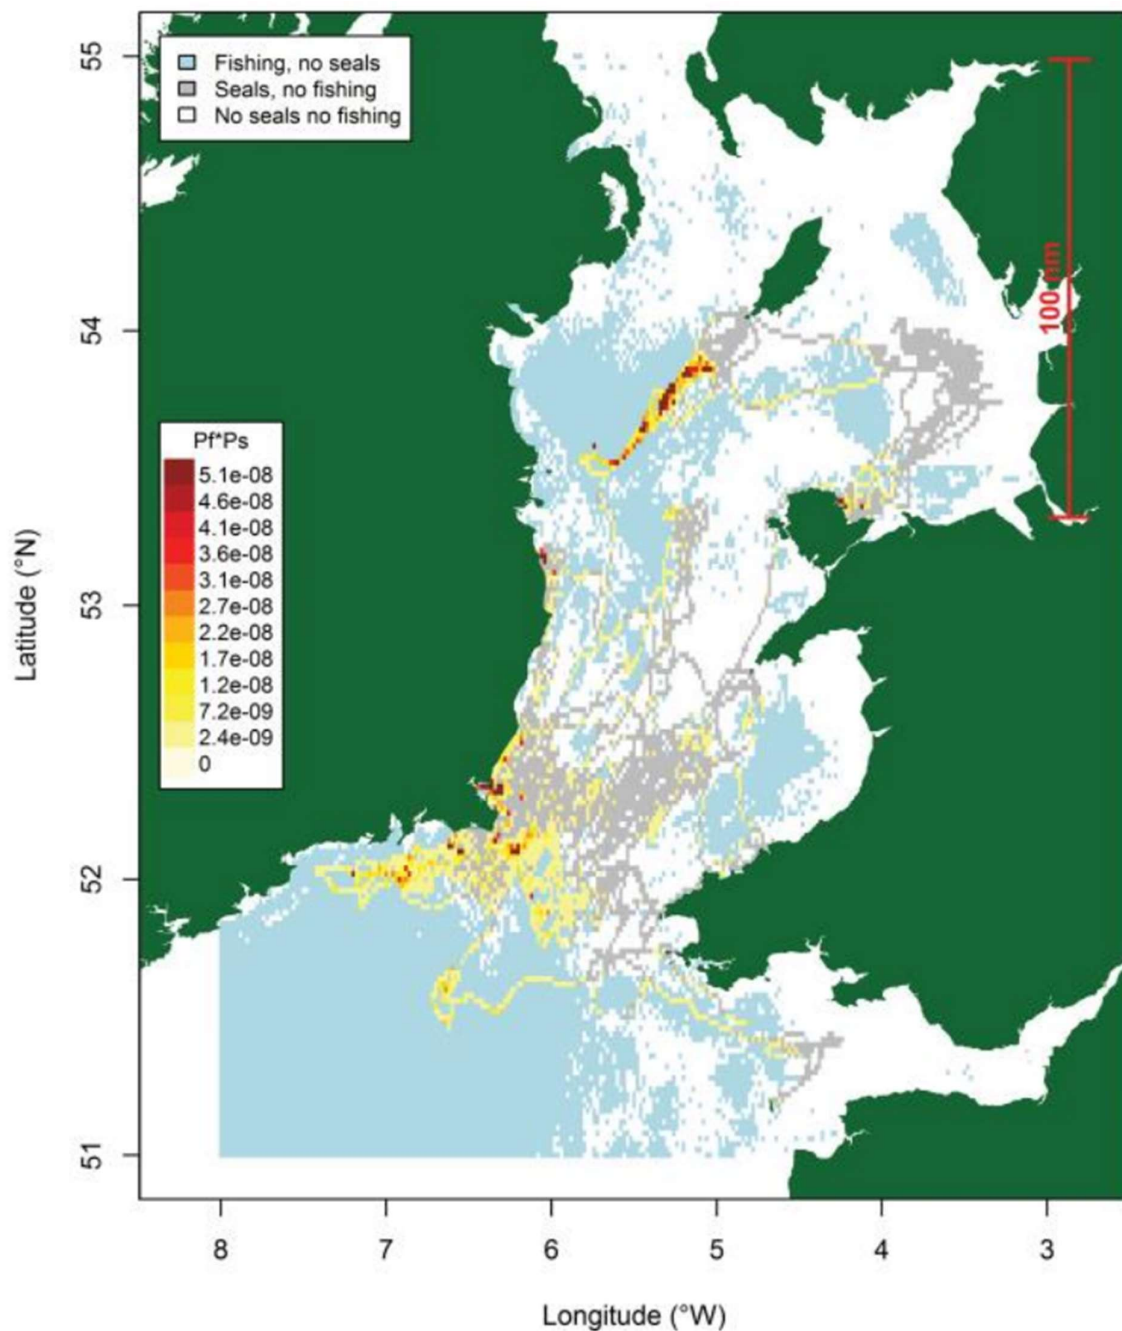 Fishing, no seals
Seals, no fishing
No seals no fishing
55
54
53
52
51
Latitude (°N)
100 nm
Pf*Ps
5.1e-08
4.6e-08
4.1e-08
3.6e-08
3.1e-08
2.7e-08
2.2e-08
1.7e-08
1.2e-08
7.2e-09
2.4e-09
0
8 7 6 5 4 3
Longitude (°W)